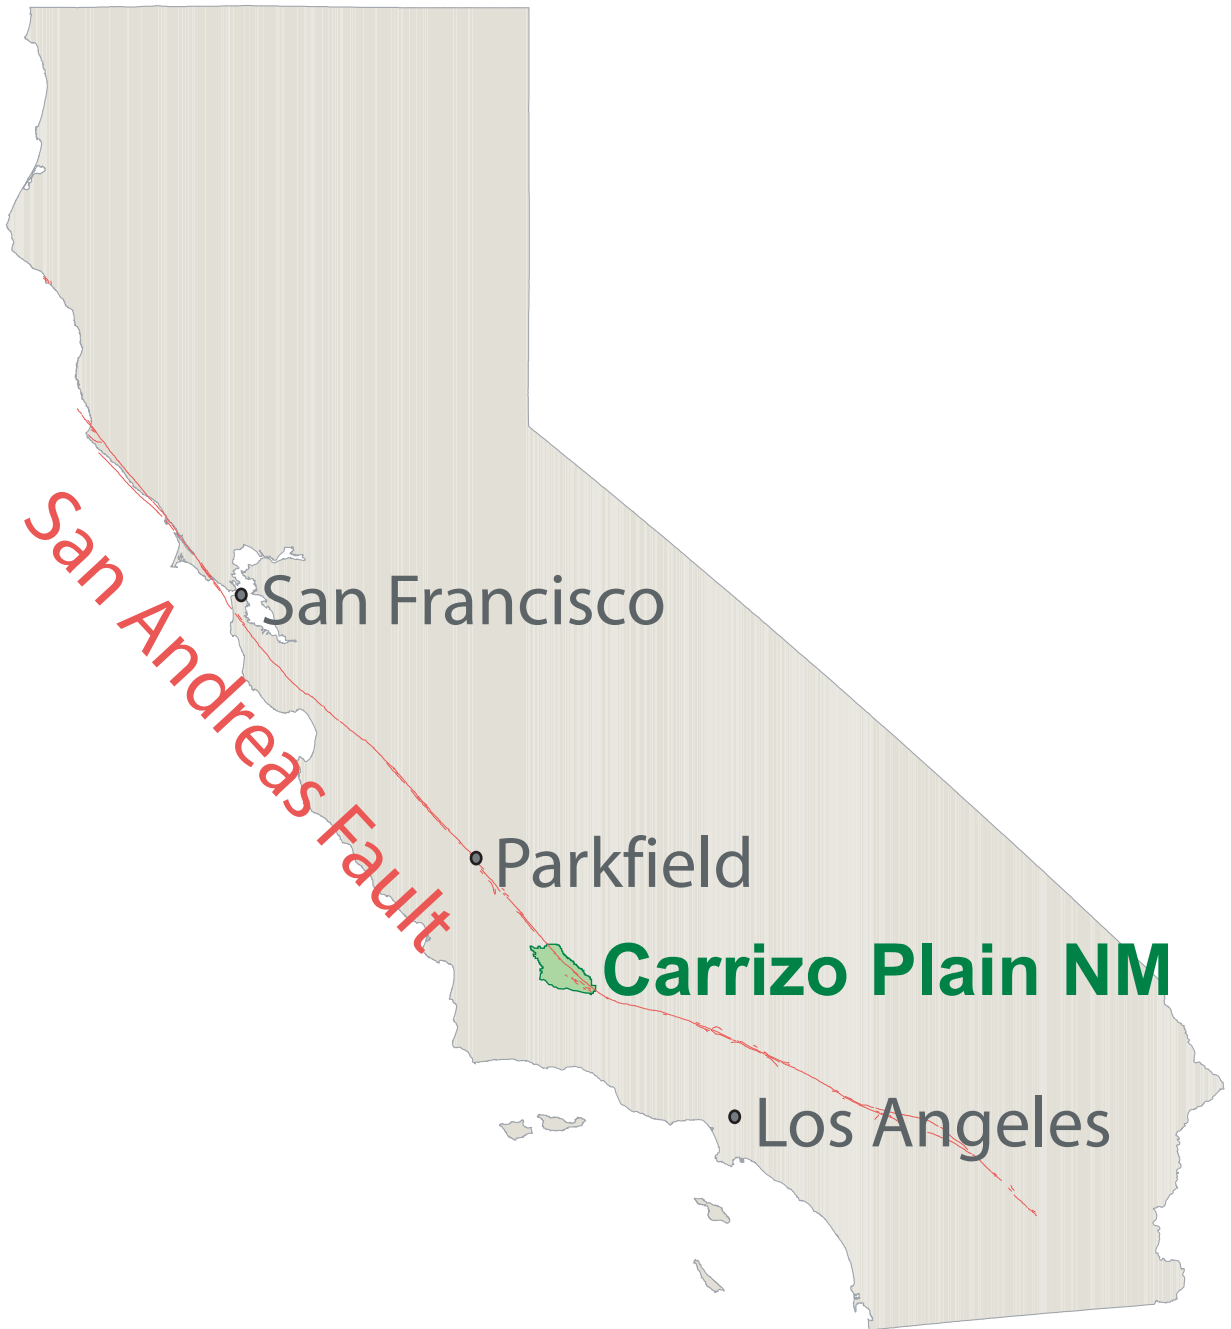 San Andreas Fault
San Francisco
Parkfield
Carrizo Plain NM
Los Angeles